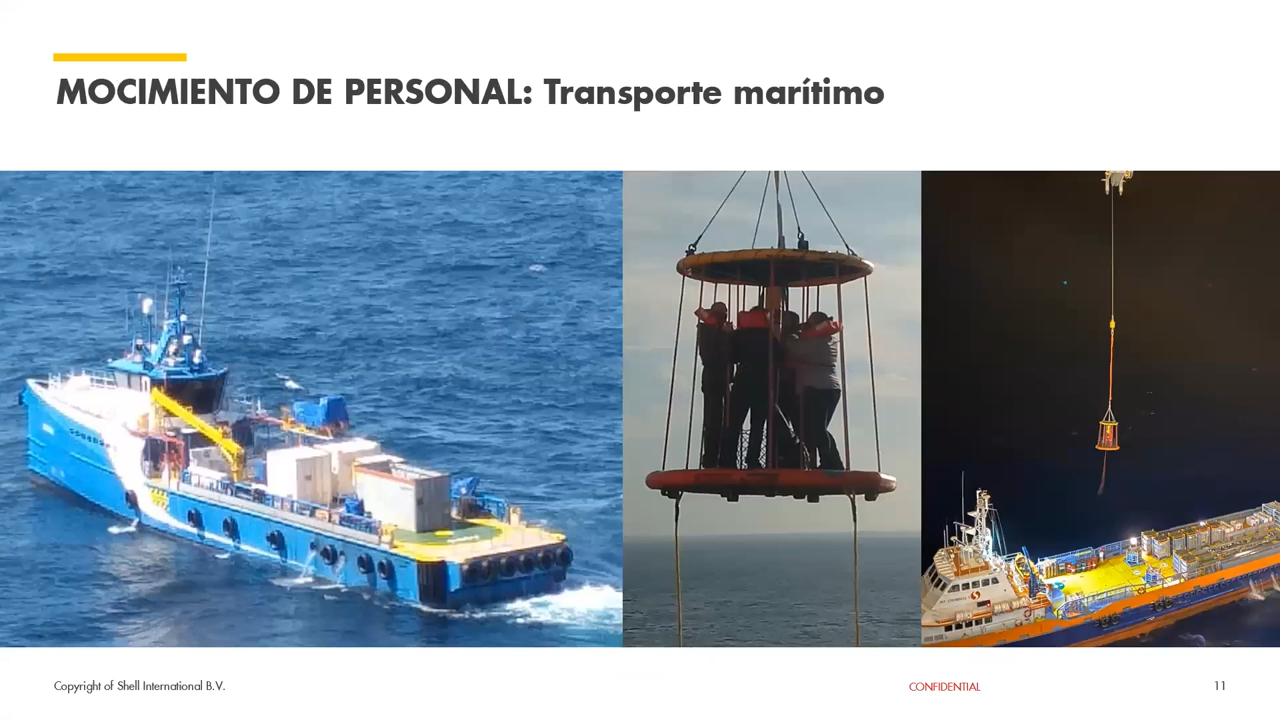 MOCIMIENTO DE PERSONAL: Transporte marítimo
Copyright of Shell International B.V.
CONFIDENTIAL
11